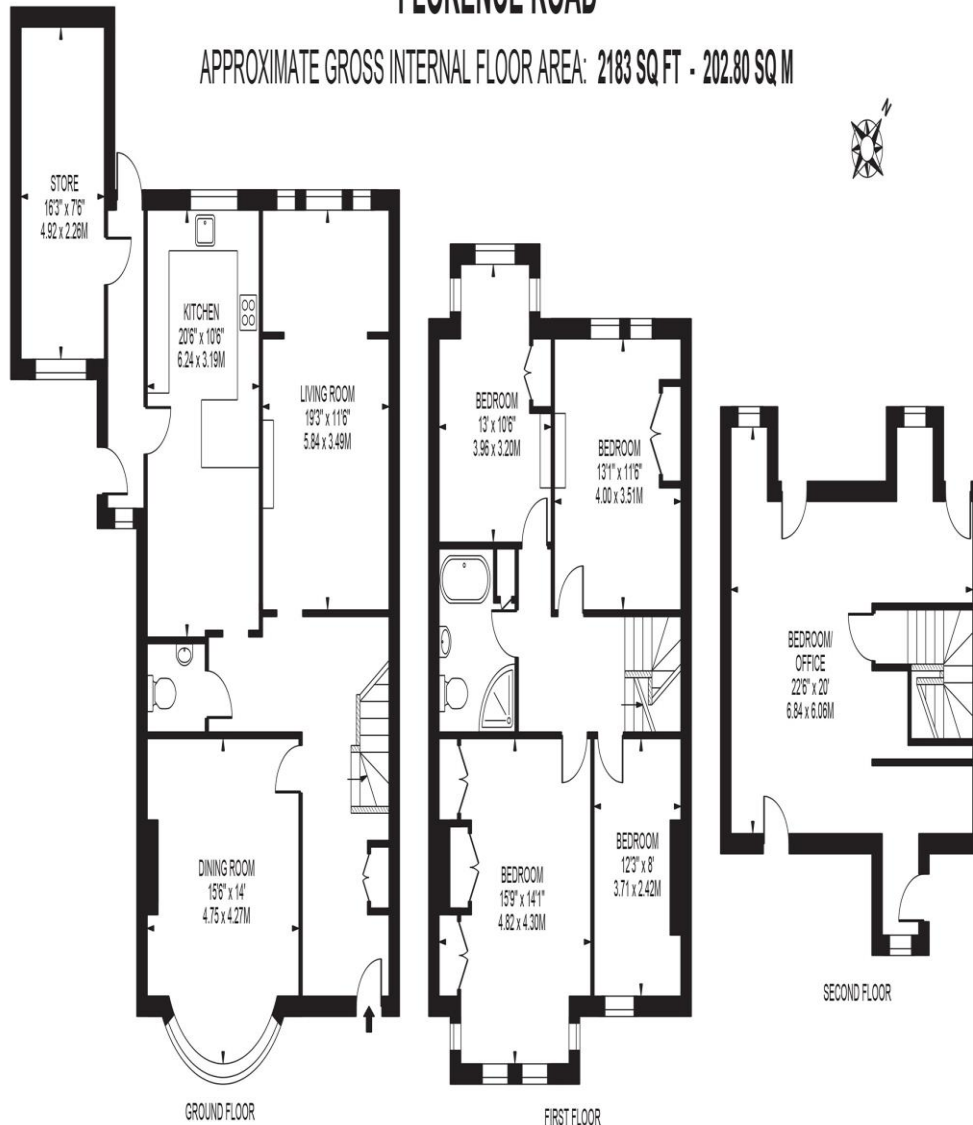 FLORENCE ROAD
APPROXIMATE GROSS INTERNAL FLOOR AREA: 2183 SQ FT - 202.80 SQ M
N
STORE
16'3" x 7'6"
4.92 x 2.26M
KITCHEN
20'6" x 10'6"
6.24 x 3.19M
LIVING ROOM
19'3" x 11'6"
5.84 x 3.49M
DINING ROOM
15'6" x 14'
4.75 x 4.27M
GROUND FLOOR
BEDROOM
13' x 10'6"
3.96 x 3.20M
BEDROOM
13'1" x 11'6"
4.00 x 3.51M
BEDROOM
15'9" x 14'1"
4.82 x 4.30M
BEDROOM
12'3" x 8'
3.71 x 2.42M
FIRST FLOOR
BEDROOM/
OFFICE
22'6" x 20'
6.84 x 6.06M
SECOND FLOOR